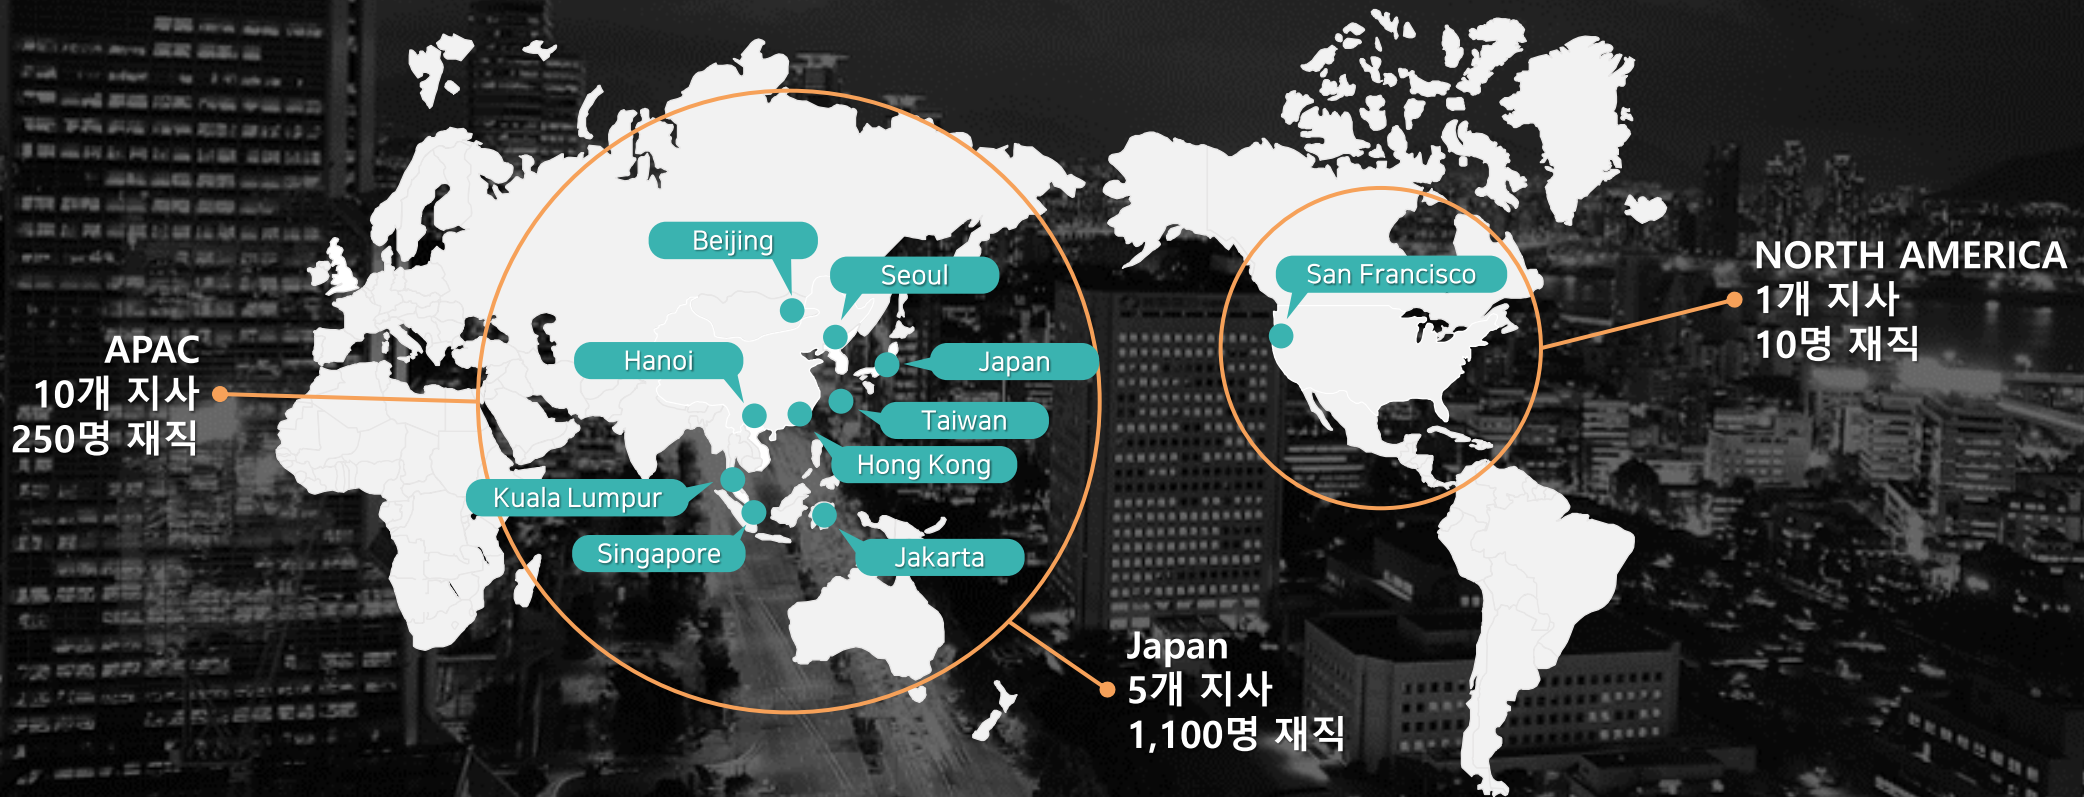 APAC
10개 지사
250명 재직
Beijing
Seoul
Hanoi
Japan
Taiwan
Hong Kong
Kuala Lumpur
Singapore
Jakarta
Japan
5개 지사
1,100명 재직
San Francisco
NORTH AMERICA
1개 지사
10명 재직